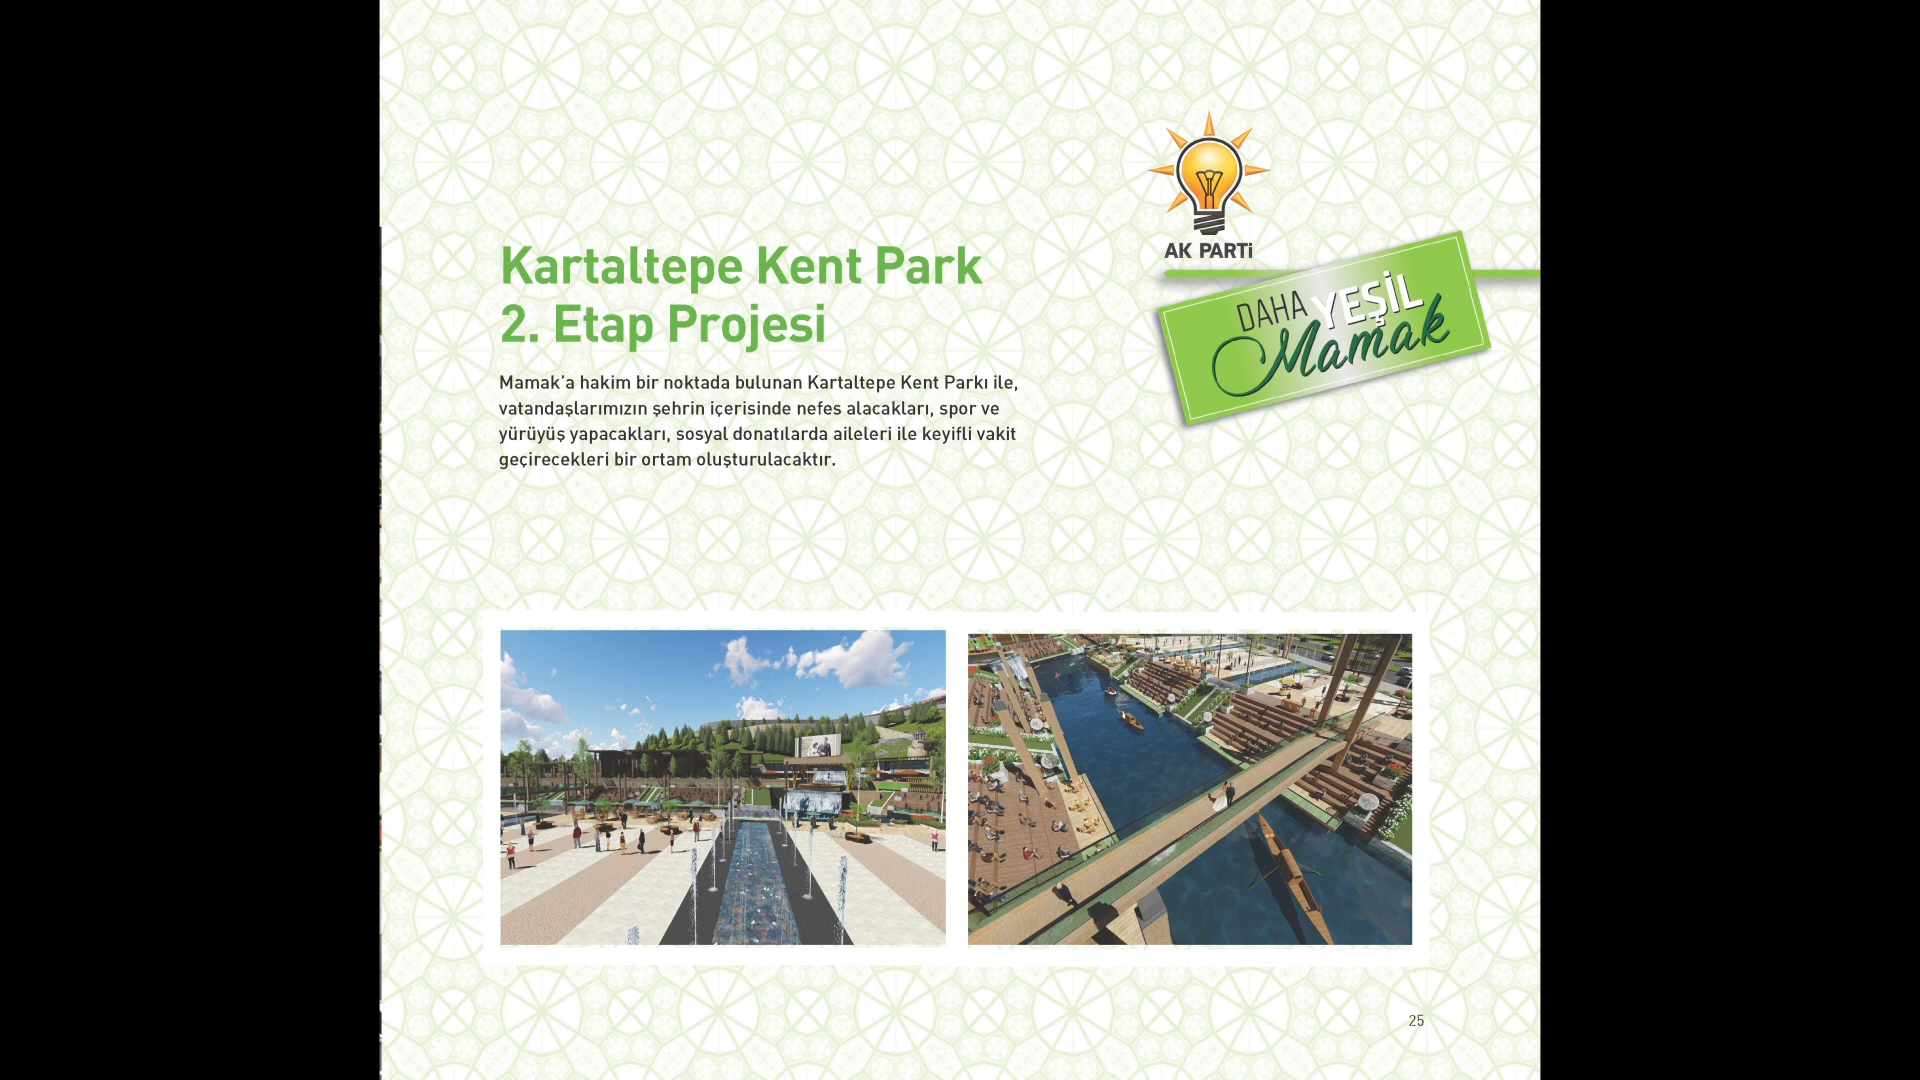 AK PARTİ
DAHA YEŞİL
Mamak
Kartaltepe Kent Park
2. Etap Projesi
Mamak’a hakim bir noktada bulunan Kartaltepe Kent Parkı ile,
vatandaşlarımızın şehrin içerisinde nefes alacakları, spor ve
yürüyüş yapacakları, sosyal donatılarda aileleri ile keyifli vakit
geçirecekleri bir ortam oluşturulacaktır.
25